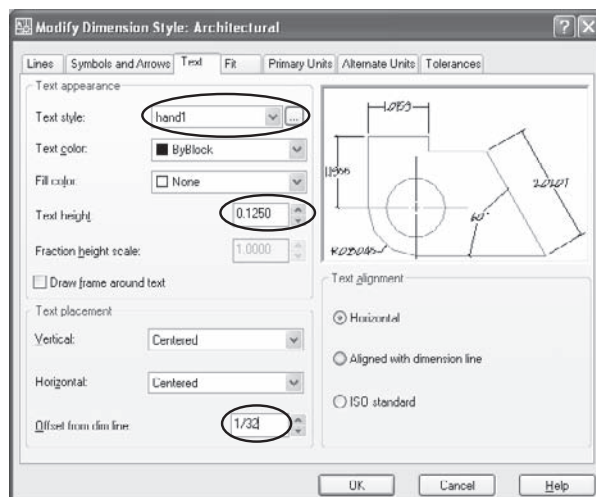 Modify Dimension Style: Architectural
Lines Symbols and Arrows Text Fit Primary Units Alternate Units Tolerances
Text appearance
Text style: hand1 ...
Text color: ByBlock
Fill color: None
Text height: 0.1250
Fraction height scale: 1.0000
Draw frame around text
Text placement
Vertical: Centered
Horizontal: Centered
Offset from dim line: 1/32
2.0207
60°
Text alignment
Horizontal
Aligned with dimension line
ISO standard
OK Cancel Help